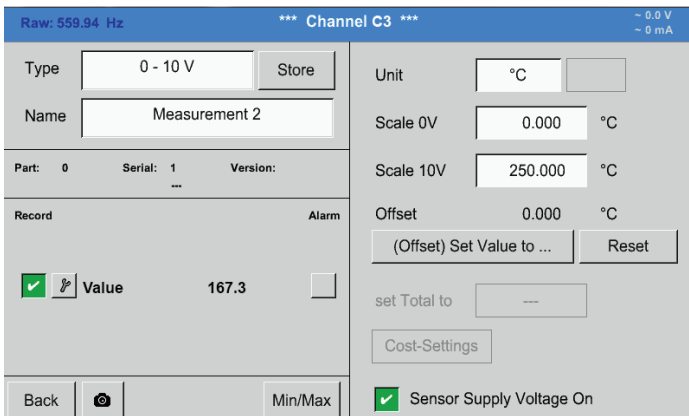 Raw: 559.94 Hz
*** Channel C3 ***
~ 0.0 V
~ 0 mA
Type 0 - 10 V Store
Name Measurement 2
Part: 0 Serial: 1 Version:
---
Record Alarm
Value 167.3
Back Min/Max
Unit °C
Scale 0V 0.000 °C
Scale 10V 250.000 °C
Offset 0.000 °C
(Offset) Set Value to ... Reset
set Total to ---
Cost-Settings
Sensor Supply Voltage On